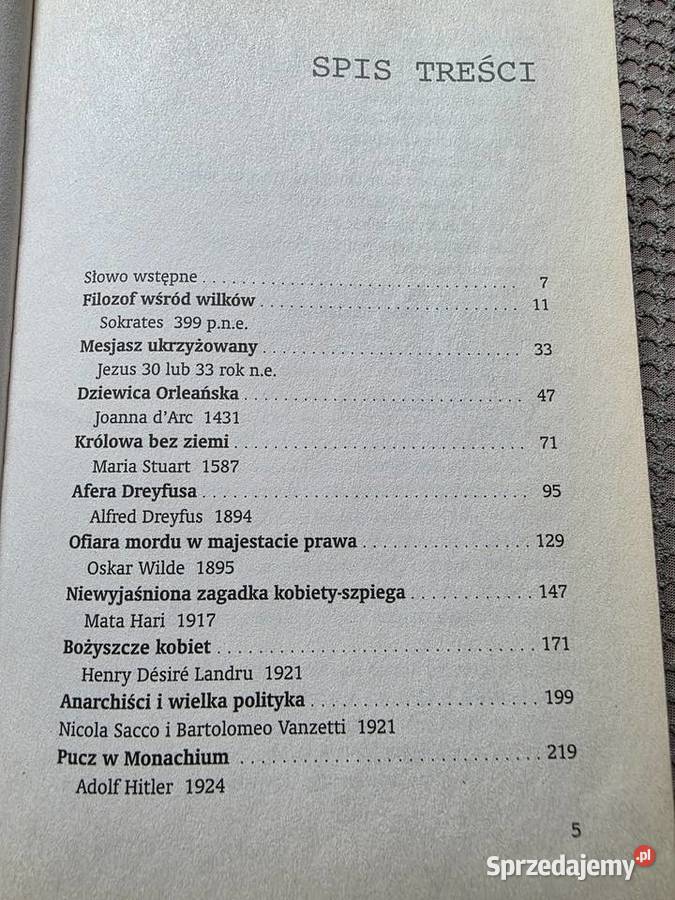 SPIS TREŚCI
Słowo wstępne . . . . . . . . . . . . . . . . . . . . . . . . . . . . . . 7
Filozof wśród wilków . . . . . . . . . . . . . . . . . . . . . . . . . 11
Sokrates 399 p.n.e.
Mesjasz ukrzyżowany . . . . . . . . . . . . . . . . . . . . . . . . . 33
Jezus 30 lub 33 rok n.e.
Dziewica Orleańska . . . . . . . . . . . . . . . . . . . . . . . . . . 47
Joanna d'Arc 1431
Królowa bez ziemi . . . . . . . . . . . . . . . . . . . . . . . . . . . 71
Maria Stuart 1587
Afera Dreyfusa . . . . . . . . . . . . . . . . . . . . . . . . . . . . . . 95
Alfred Dreyfus 1894
Ofiara mordu w majestacie prawa . . . . . . . . . . . . . . . . 129
Oskar Wilde 1895
Niewyjaśniona zagadka kobiety-szpiega . . . . . . . . . . . . 147
Mata Hari 1917
Bożyszcze kobiet . . . . . . . . . . . . . . . . . . . . . . . . . . . . 171
Henry Désiré Landru 1921
Anarchiści i wielka polityka . . . . . . . . . . . . . . . . . . . . 199
Nicola Sacco i Bartolomeo Vanzetti 1921
Pucz w Monachium . . . . . . . . . . . . . . . . . . . . . . . . . . 219
Adolf Hitler 1924
5
Sprzedajemy.pl